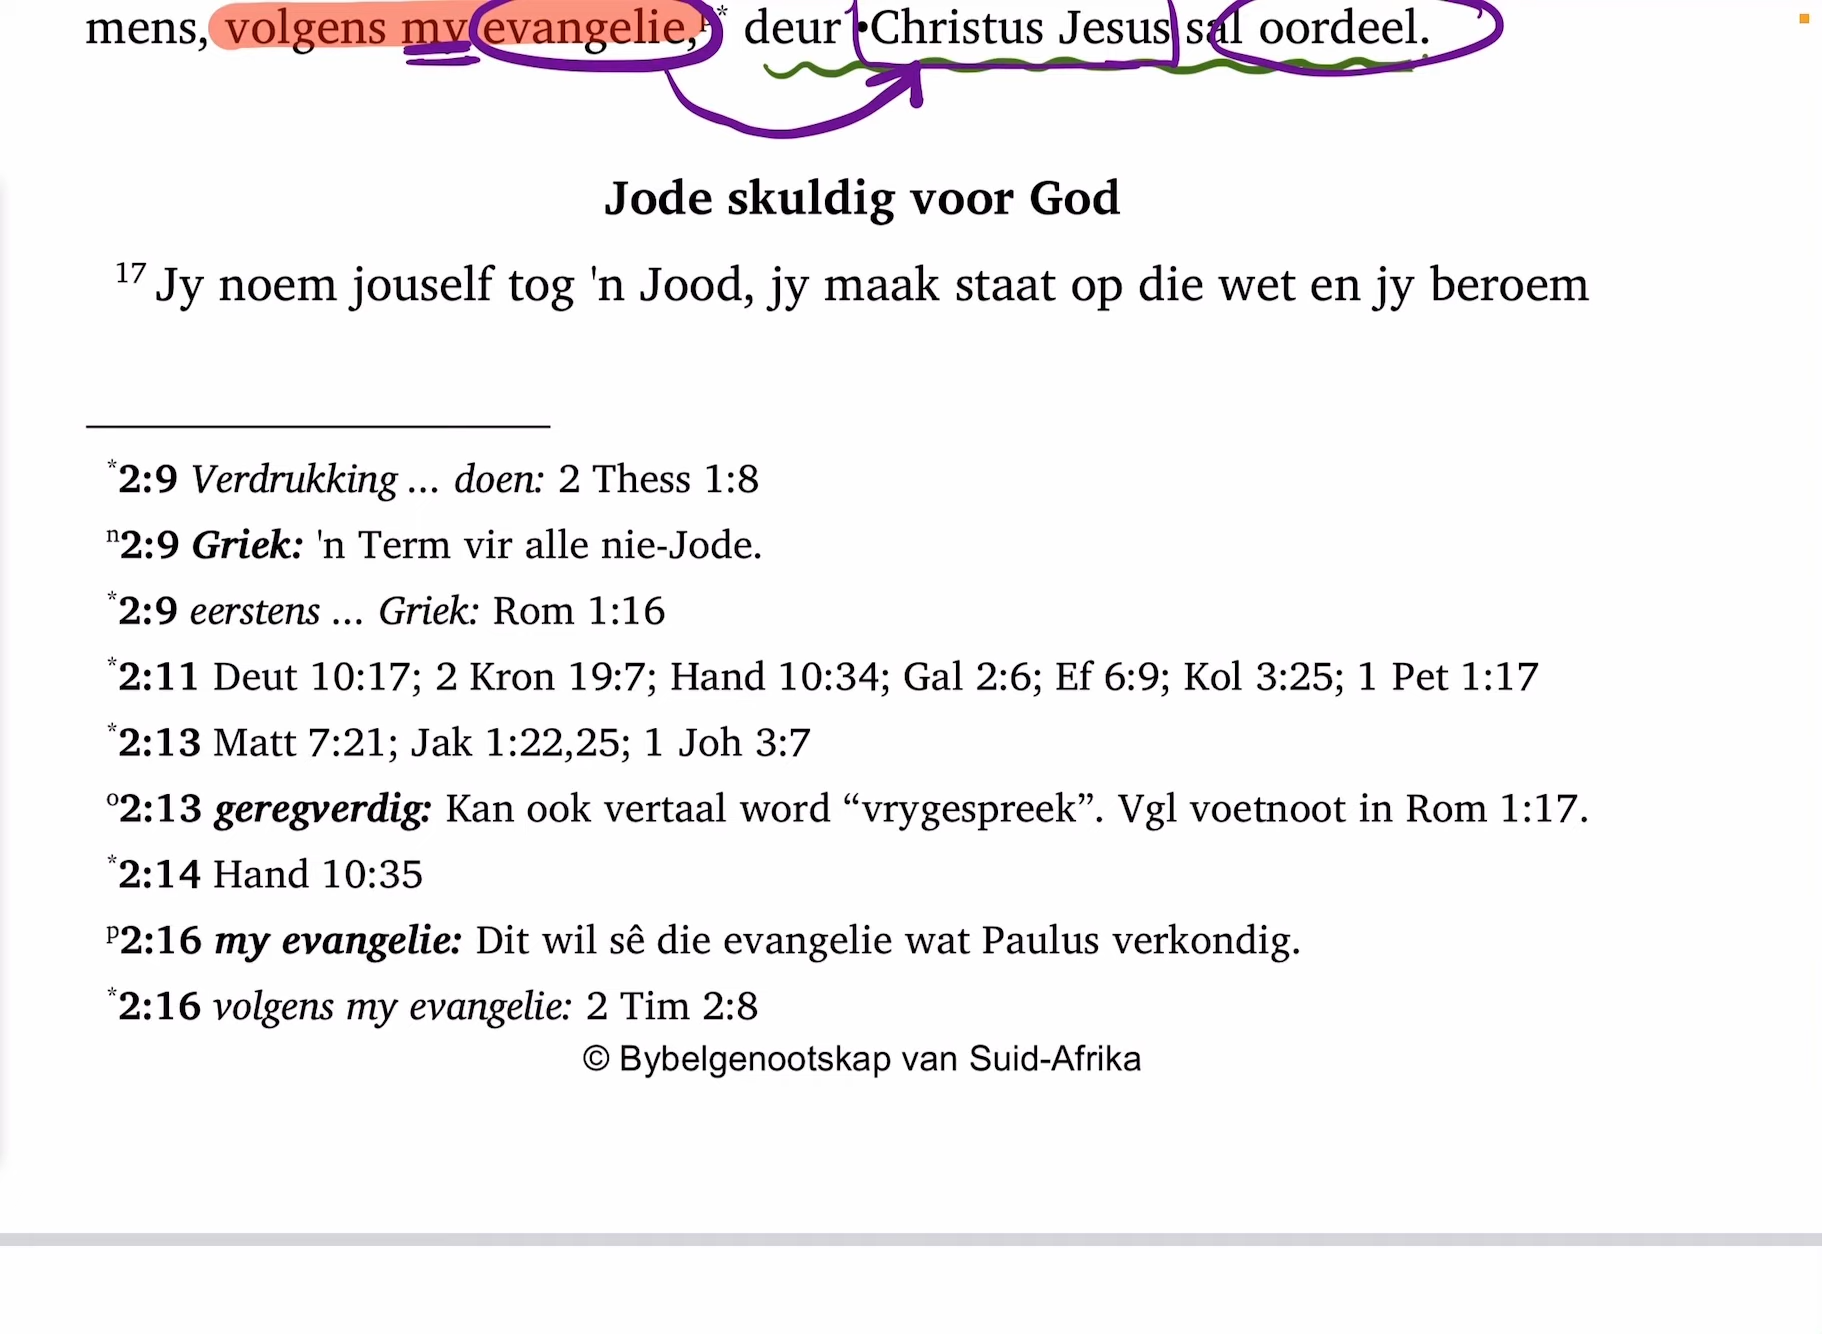 mens, volgens my evangelie,p* deur •Christus Jesus sal oordeel.
Jode skuldig voor God
17 Jy noem jouself tog 'n Jood, jy maak staat op die wet en jy beroem
*2:9 Verdrukking ... doen: 2 Thess 1:8
n2:9 Griek: 'n Term vir alle nie-Jode.
*2:9 eerstens ... Griek: Rom 1:16
*2:11 Deut 10:17; 2 Kron 19:7; Hand 10:34; Gal 2:6; Ef 6:9; Kol 3:25; 1 Pet 1:17
*2:13 Matt 7:21; Jak 1:22,25; 1 Joh 3:7
o2:13 geregverdig: Kan ook vertaal word “vrygespreek”. Vgl voetnoot in Rom 1:17.
*2:14 Hand 10:35
p2:16 my evangelie: Dit wil sê die evangelie wat Paulus verkondig.
*2:16 volgens my evangelie: 2 Tim 2:8
© Bybelgenootskap van Suid-Afrika